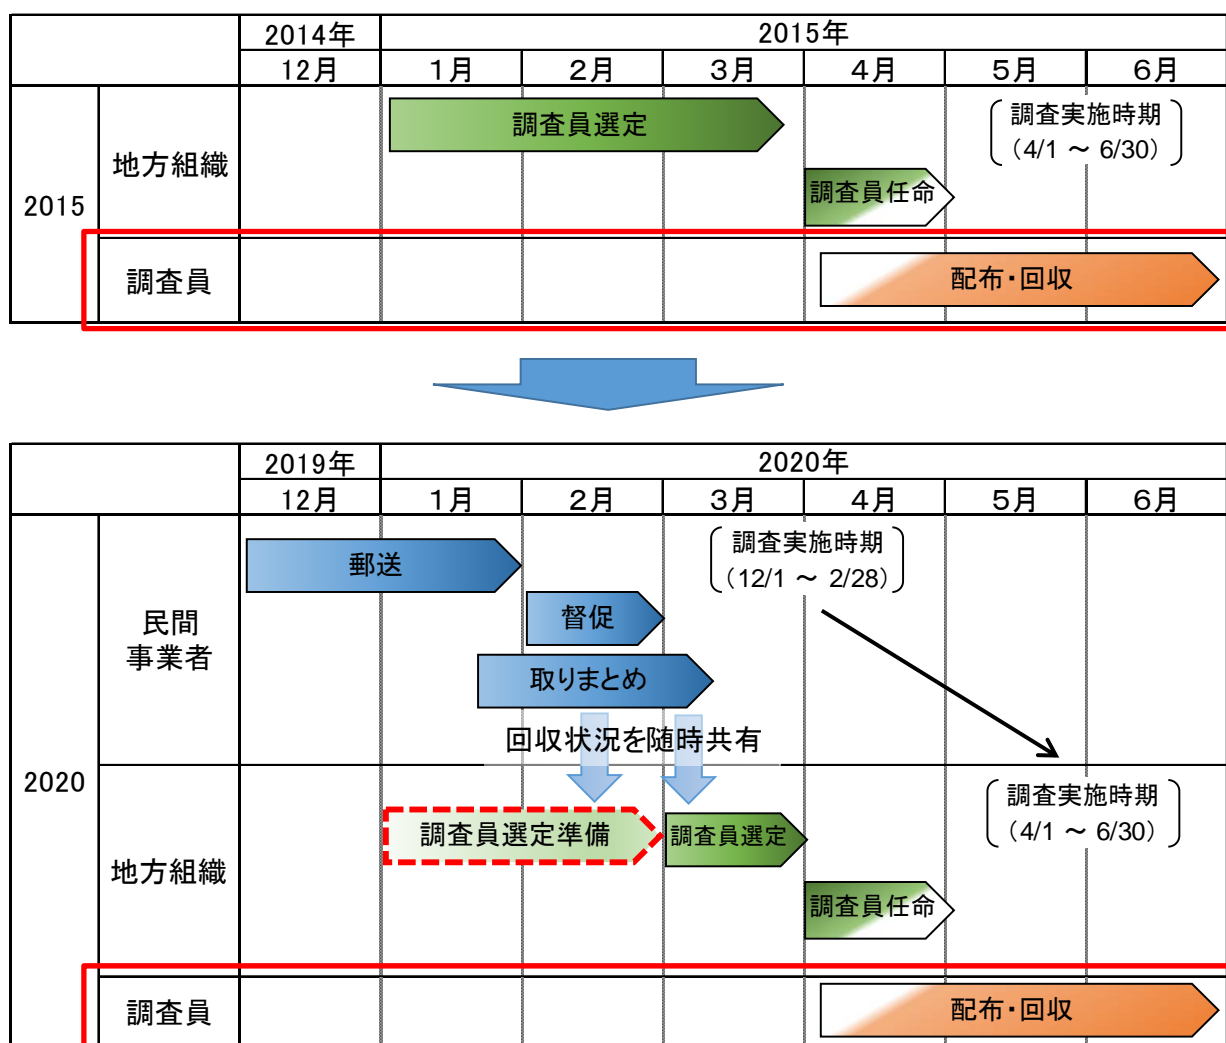 2014年 2015年
12月 1月 2月 3月 4月 5月 6月
2015
地方組織
調査員選定
調査実施時期
（4/1 ～ 6/30）
調査員任命
調査員
配布・回収
2019年 2020年
12月 1月 2月 3月 4月 5月 6月
2020
民間
事業者
郵送
調査実施時期
（12/1 ～ 2/28）
督促
取りまとめ
回収状況を随時共有
地方組織
調査員選定準備
調査員選定
調査実施時期
（4/1 ～ 6/30）
調査員任命
調査員
配布・回収